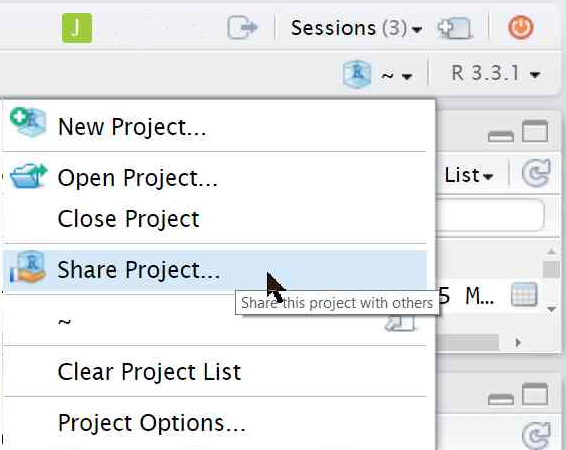 J Sessions (3)
~ R 3.3.1
New Project...
Open Project...
List
Close Project
Share Project...
Share this project with others
5 M...
~
Clear Project List
Project Options...